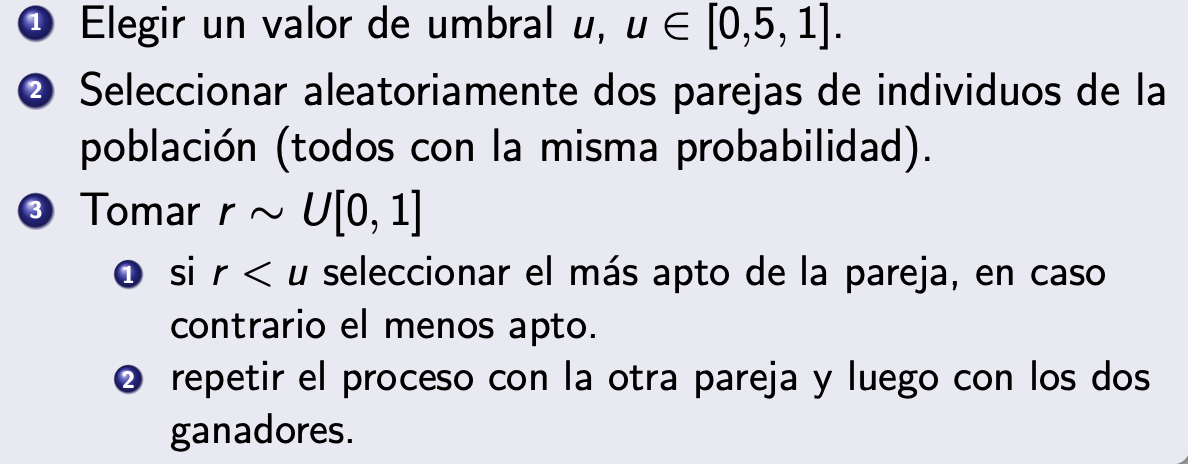 1 Elegir un valor de umbral u, u ∈ [0,5, 1].
2 Seleccionar aleatoriamente dos parejas de individuos de la
población (todos con la misma probabilidad).
3 Tomar r ∼ U[0, 1]
1 si r < u seleccionar el más apto de la pareja, en caso
contrario el menos apto.
2 repetir el proceso con la otra pareja y luego con los dos
ganadores.